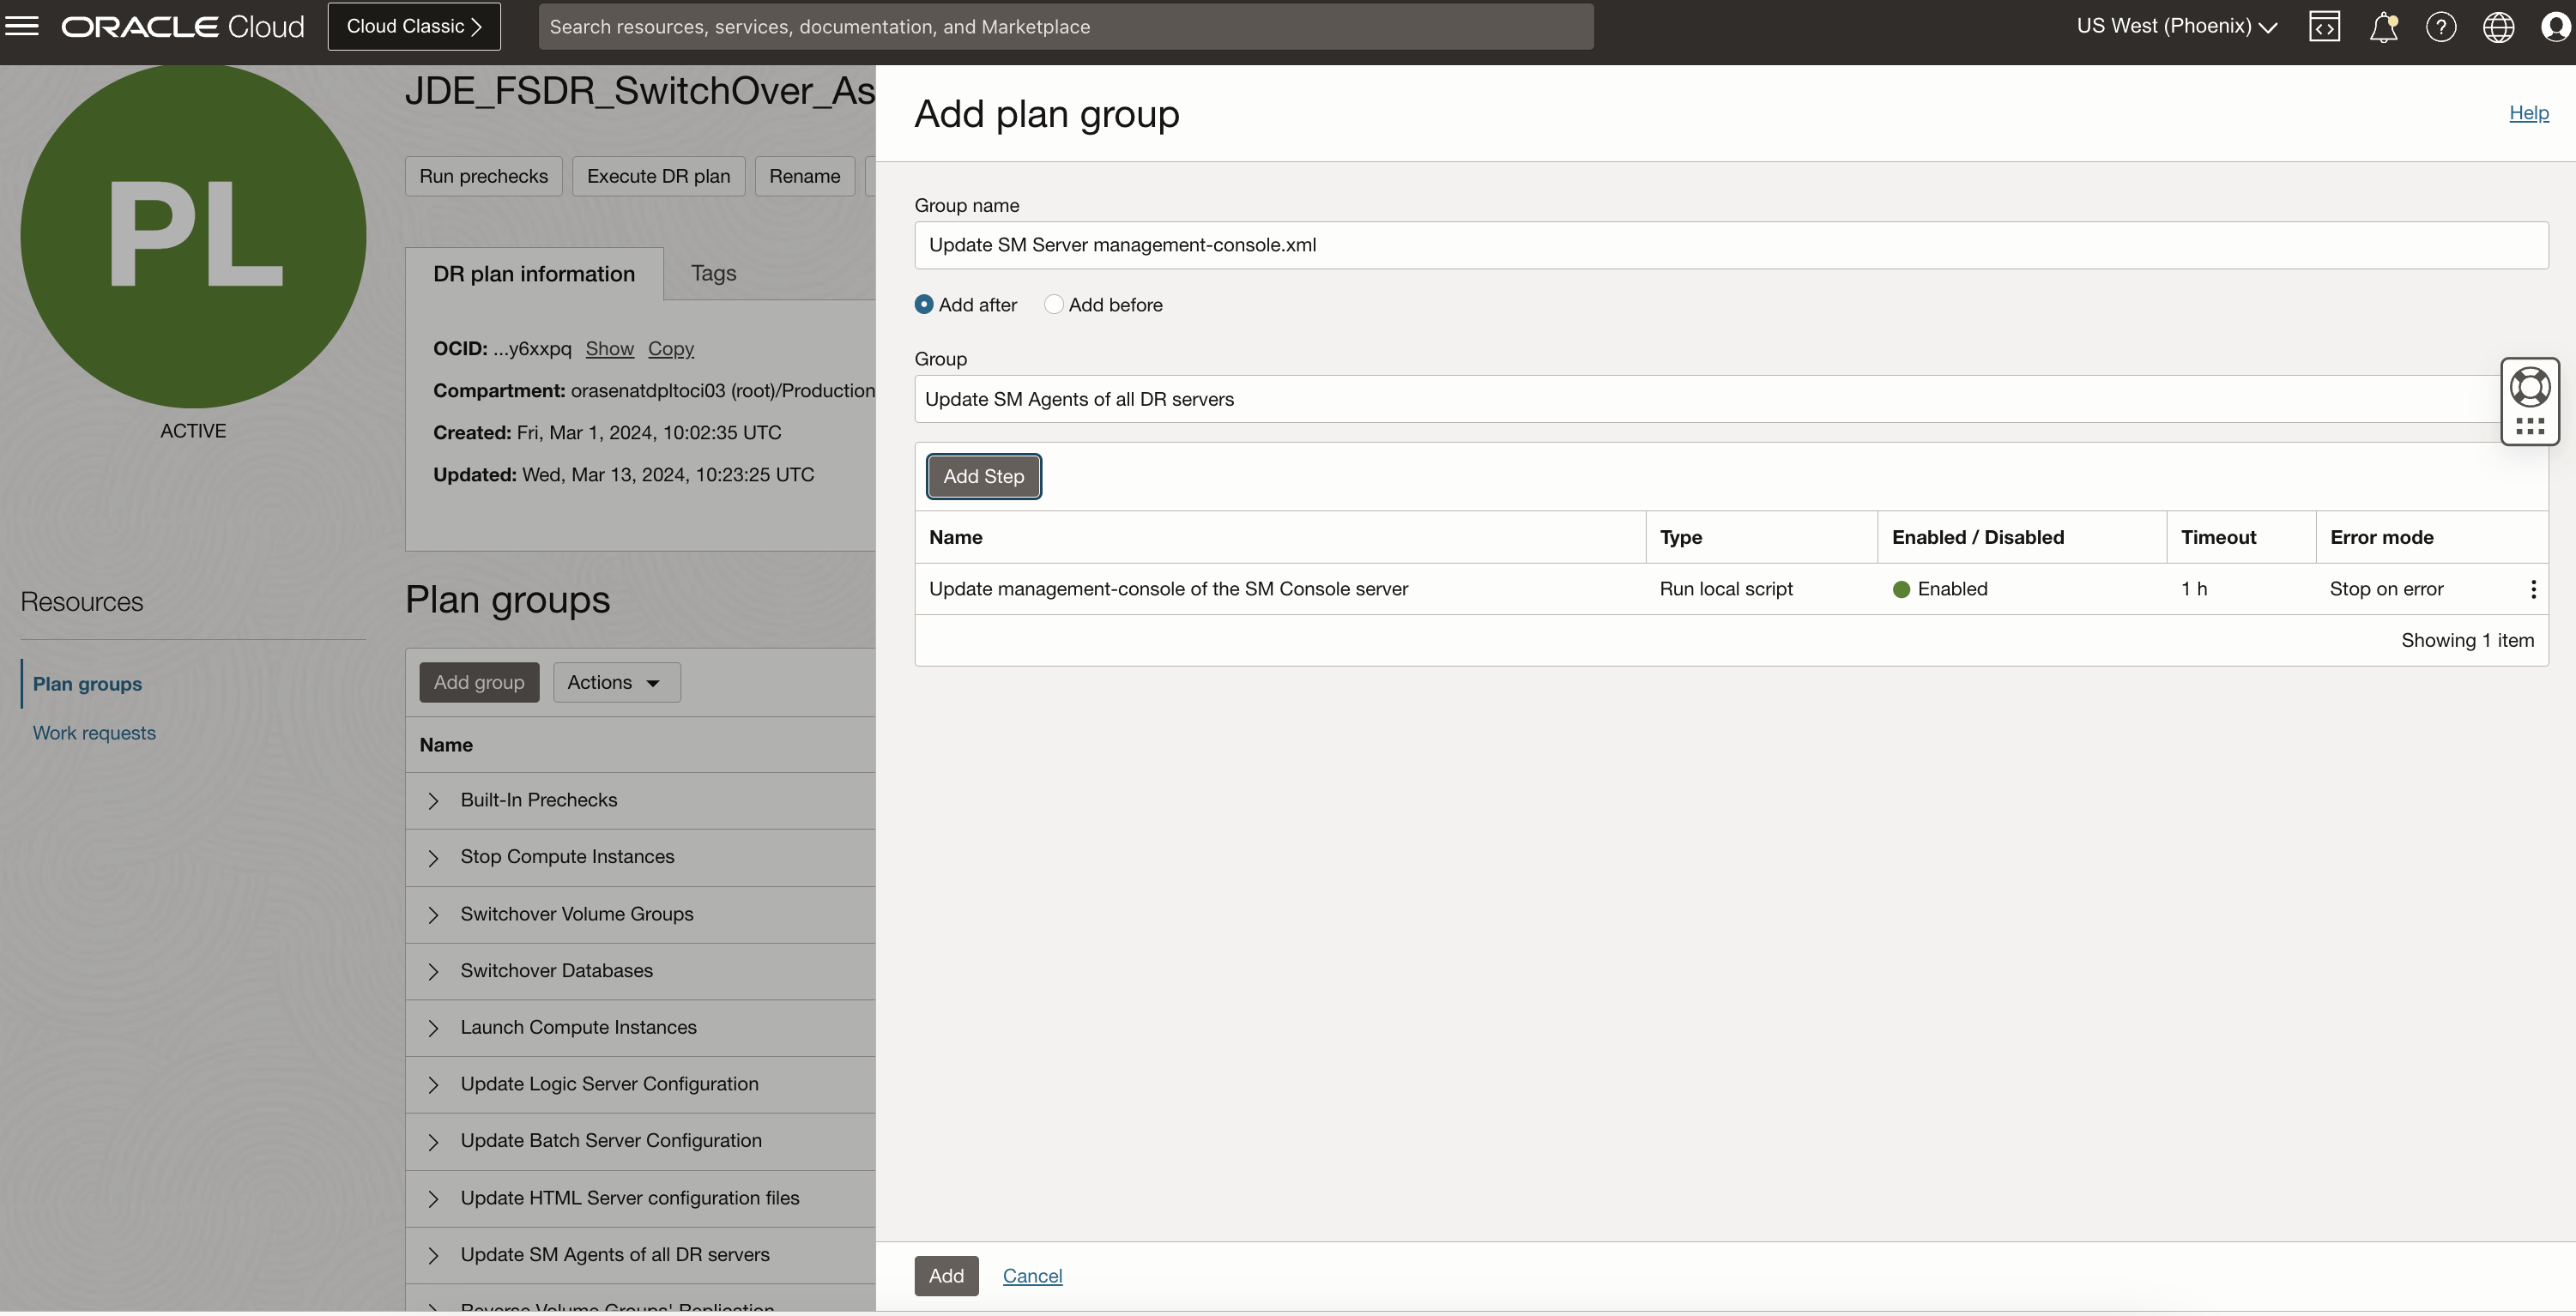 ORACLE Cloud
Cloud Classic
Search resources, services, documentation, and Marketplace
US West (Phoenix)
PL
ACTIVE
Resources
Plan groups
Work requests
JDE_FSDR_SwitchOver_As
Run prechecks
Execute DR plan
Rename
DR plan information
Tags
OCID: ...y6xxpq Show Copy
Compartment: orasenatdpltoci03 (root)/Production
Created: Fri, Mar 1, 2024, 10:02:35 UTC
Updated: Wed, Mar 13, 2024, 10:23:25 UTC
Plan groups
Add group
Actions
Name
Built-In Prechecks
Stop Compute Instances
Switchover Volume Groups
Switchover Databases
Launch Compute Instances
Update Logic Server Configuration
Update Batch Server Configuration
Update HTML Server configuration files
Update SM Agents of all DR servers
Reverse Volume Groups' Replication
Add plan group
Help
Group name
Update SM Server management-console.xml
Add after
Add before
Group
Update SM Agents of all DR servers
Add Step
Name Type Enabled / Disabled Timeout Error mode
Update management-console of the SM Console server Run local script Enabled 1 h Stop on error
Showing 1 item
Add
Cancel